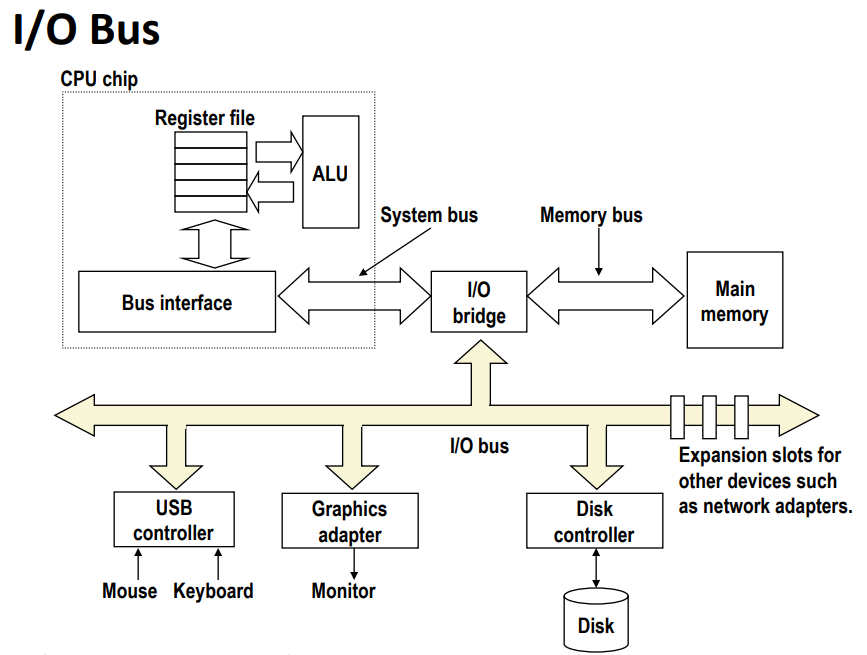 I/O Bus
CPU chip
Register file
ALU
System bus
Memory bus
Bus interface
I/O
bridge
Main
memory
I/O bus
Expansion slots for
other devices such
as network adapters.
USB
controller
Graphics
adapter
Disk
controller
Mouse
Keyboard
Monitor
Disk